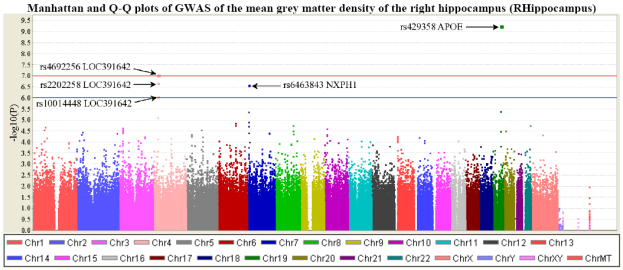 Manhattan and Q-Q plots of GWAS of the mean grey matter density of the right hippocampus (RHippocampus)
9.5
9.0
8.5
8.0
7.5
7.0
6.5
6.0
5.5
5.0
4.5
4.0
3.5
3.0
2.5
2.0
1.5
1.0
0.5
0.0
-log10(P)
rs429358 APOE
rs4692256 LOC391642
rs2202258 LOC391642
rs6463843 NXPH1
rs10014448 LOC391642
Chr1 Chr2 Chr3 Chr4 Chr5 Chr6 Chr7 Chr8 Chr9 Chr10 Chr11 Chr12 Chr13
Chr14 Chr15 Chr16 Chr17 Chr18 Chr19 Chr20 Chr21 Chr22 ChrX ChrY ChrXY ChrMT